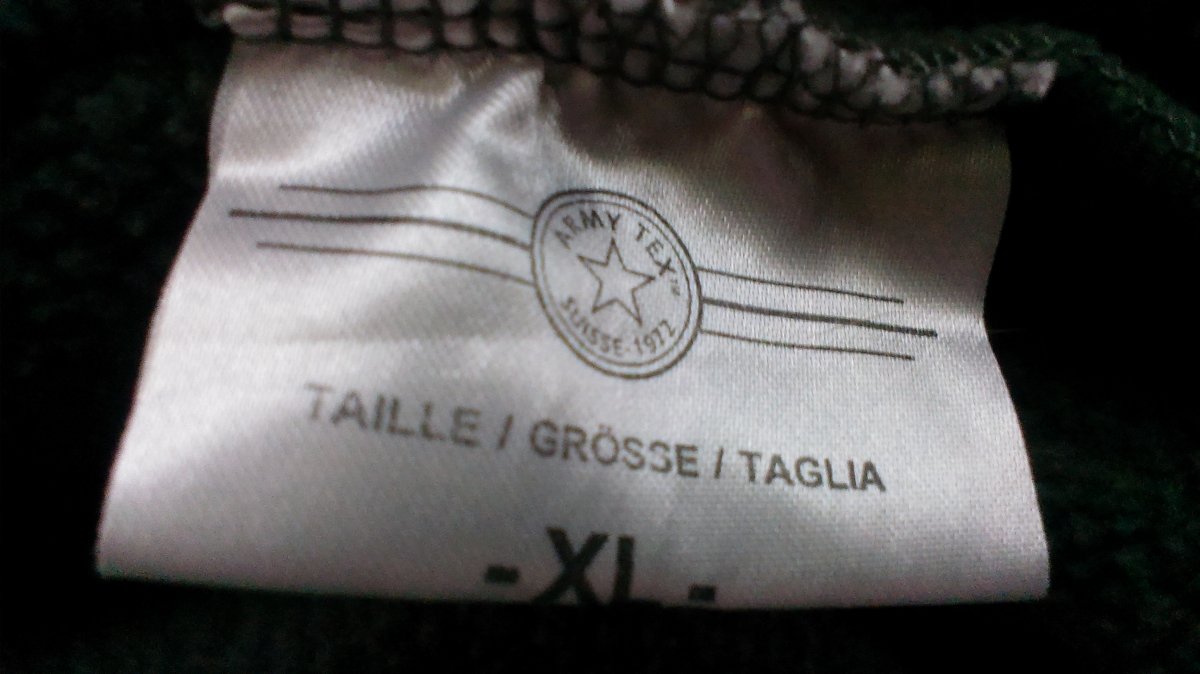 ARMY TEX™
SUISSE-1972
TAILLE / GRÖSSE / TAGLIA
- XL -